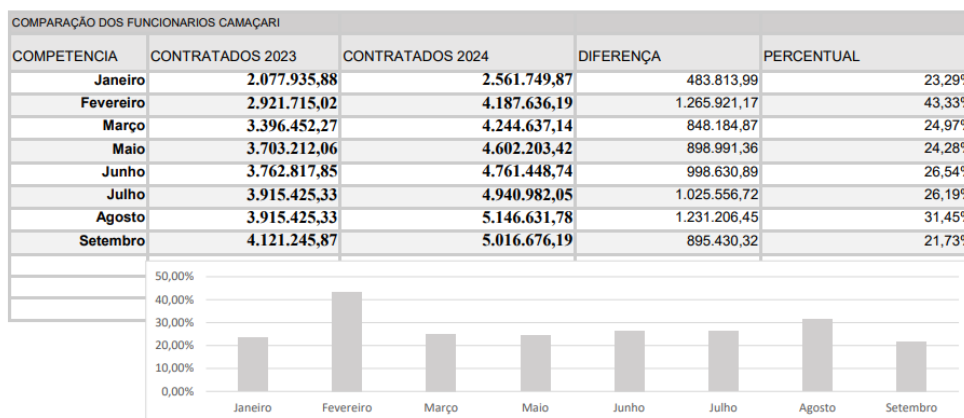 COMPARAÇÃO DOS FUNCIONARIOS CAMAÇARI
COMPETENCIA CONTRATADOS 2023 CONTRATADOS 2024 DIFERENÇA PERCENTUAL
Janeiro 2.077.935,88 2.561.749,87 483.813,99 23,29%
Fevereiro 2.921.715,02 4.187.636,19 1.265.921,17 43,33%
Março 3.396.452,27 4.244.637,14 848.184,87 24,97%
Maio 3.703.212,06 4.602.203,42 898.991,36 24,28%
Junho 3.762.817,85 4.761.448,74 998.630,89 26,54%
Julho 3.915.425,33 4.940.982,05 1.025.556,72 26,19%
Agosto 3.915.425,33 5.146.631,78 1.231.206,45 31,45%
Setembro 4.121.245,87 5.016.676,19 895.430,32 21,73%
50,00%
40,00%
30,00%
20,00%
10,00%
0,00%
Janeiro Fevereiro Março Maio Junho Julho Agosto Setembro